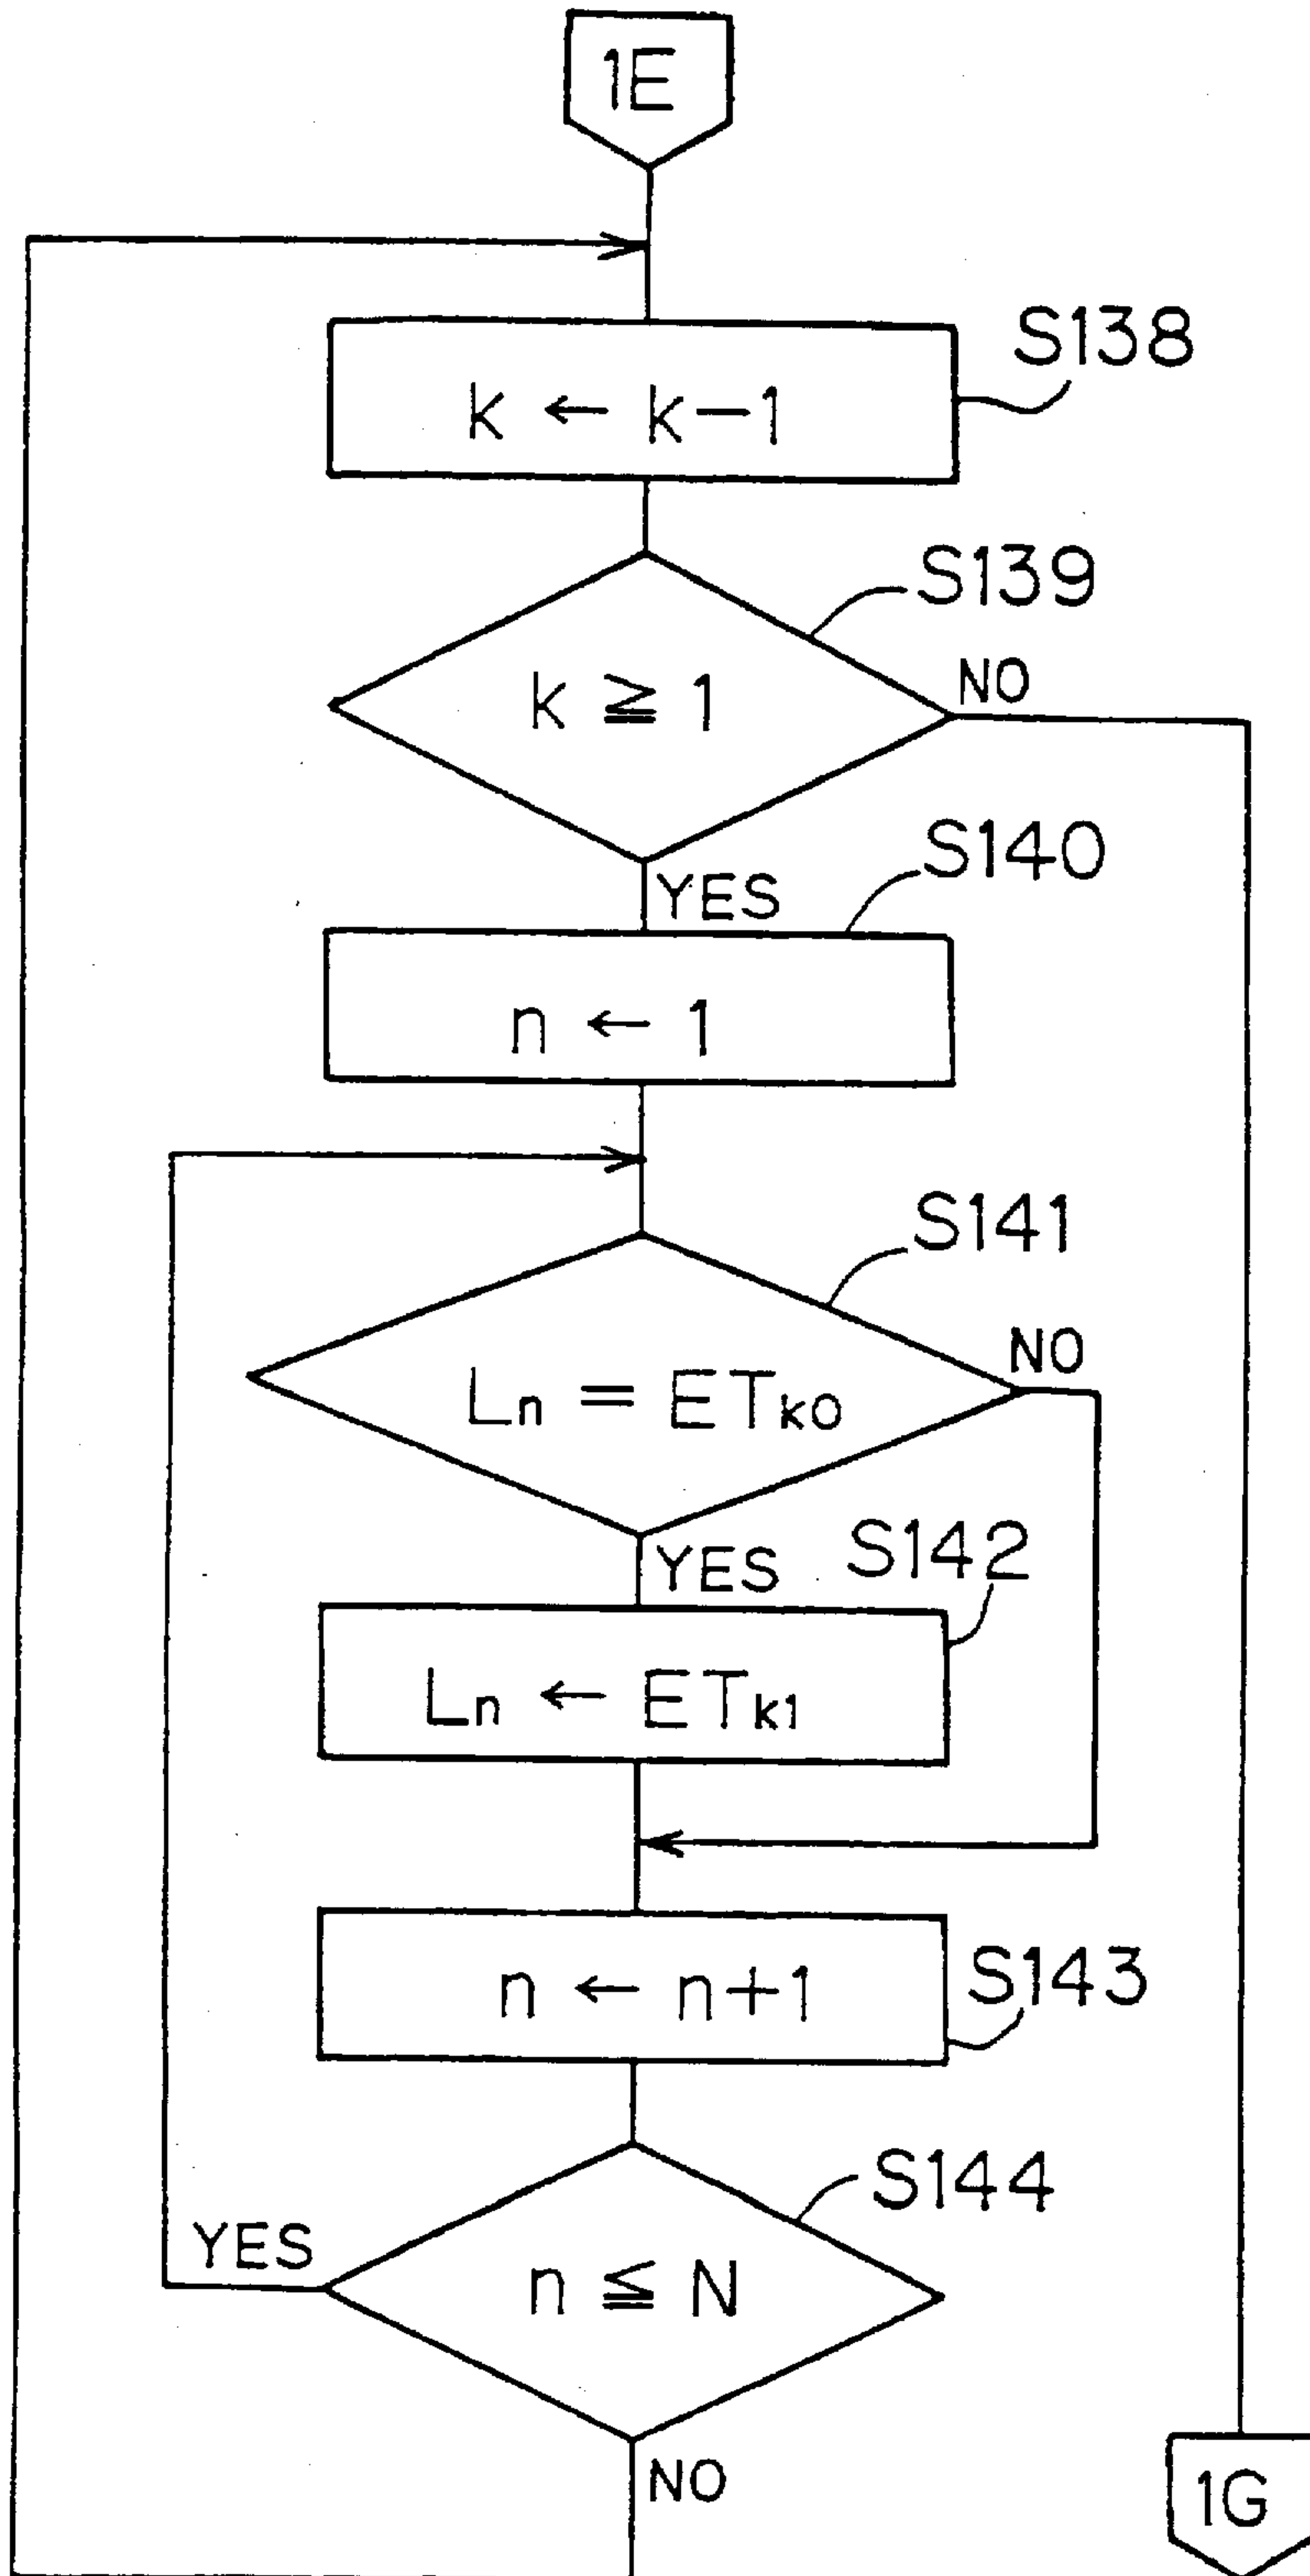 1E
S138
k ← k-1
S139
k ≧ 1
NO
S140
YES
n ← 1
S141
NO
Ln = ETk0
S142
YES
Ln ← ETk1
n ← n+1
S143
S144
YES
n ≦ N
NO
1G